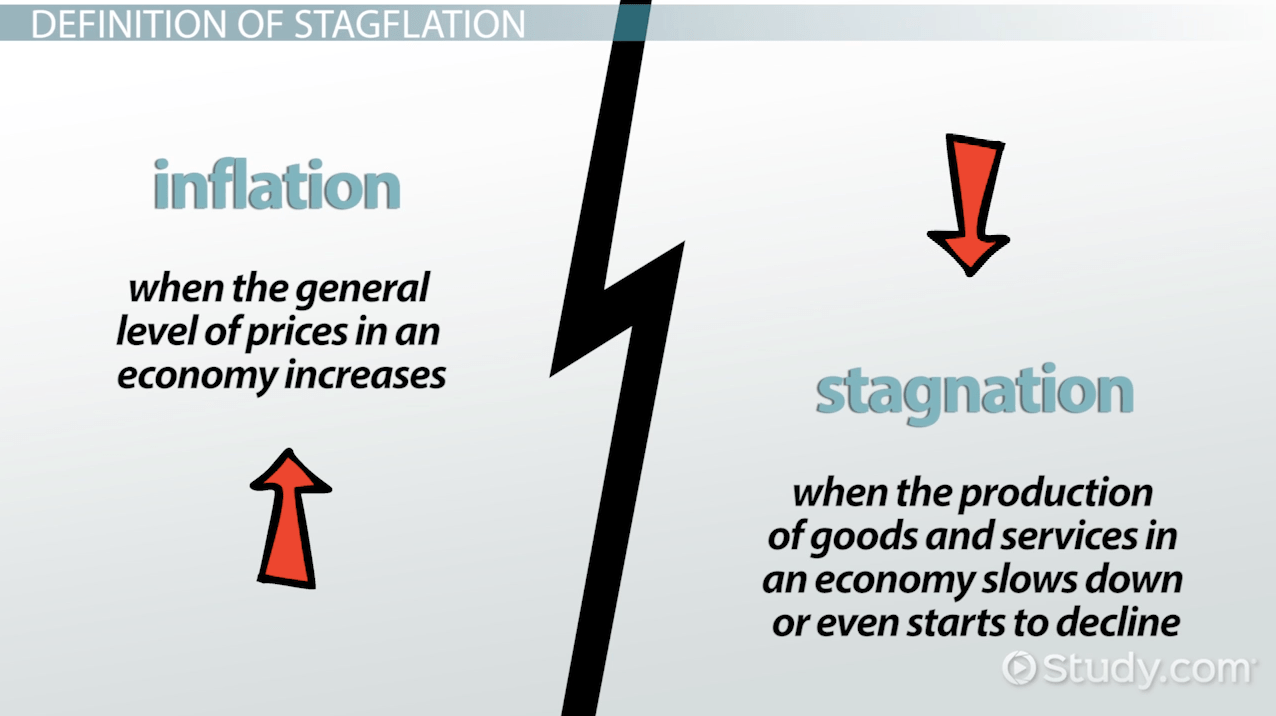 DEFINITION OF STAGFLATION
inflation
when the general
level of prices in an
economy increases
stagnation
when the production
of goods and services in
an economy slows down
or even starts to decline
Study.com